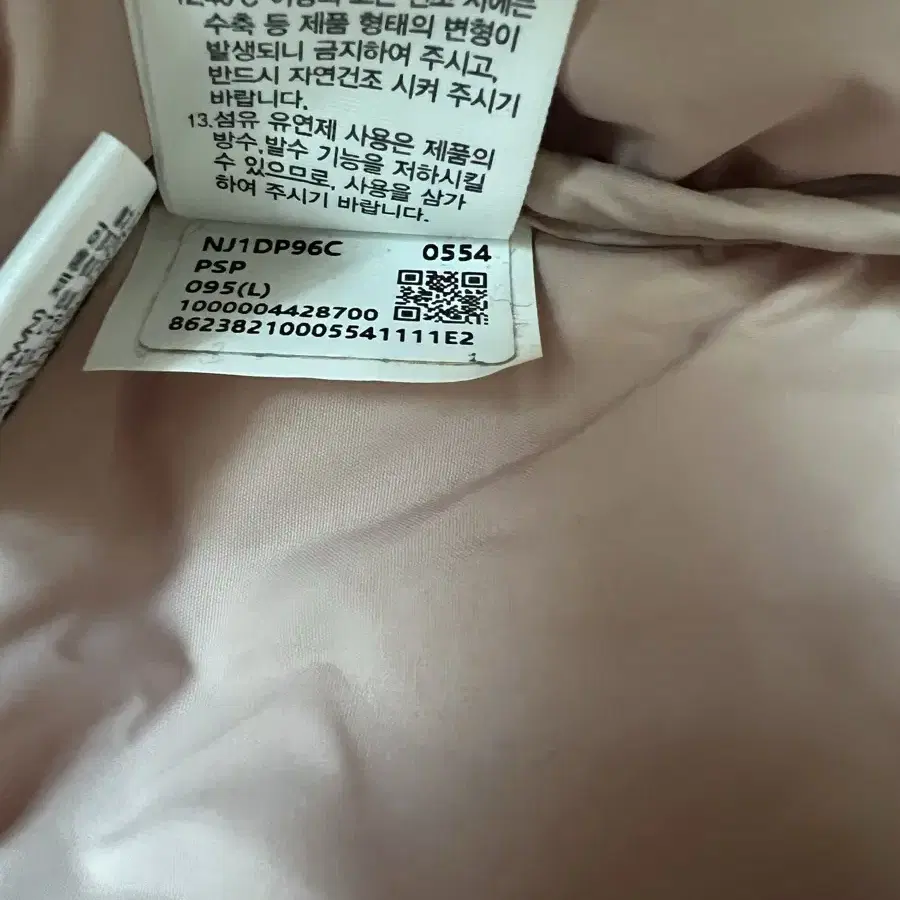 수축 등 제품 형태의 변형이
발생되니 금지하여 주시고,
반드시 자연건조 시켜 주시기
바랍니다.
13.섬유 유연제 사용은 제품의
방수,발수 기능을 저하시킬
수 있으므로, 사용을 삼가
하여 주시기 바랍니다.
NJ1DP96C 0554
PSP
095(L)
1000004428700
86238210005541111E2
1